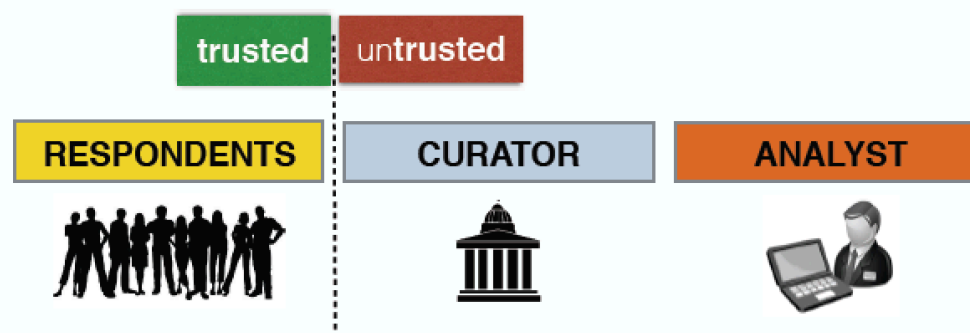 trusted
untrusted
RESPONDENTS
CURATOR
ANALYST